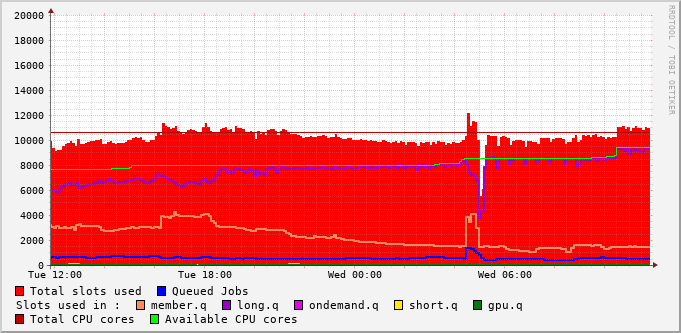 20000
18000
16000
14000
12000
10000
8000
6000
4000
2000
0
Tue 12:00 Tue 18:00 Wed 00:00 Wed 06:00
Total slots used Queued Jobs
Slots used in : member.q long.q ondemand.q short.q gpu.q
Total CPU cores Available CPU cores
RRDTOOL / TOBI OETIKER